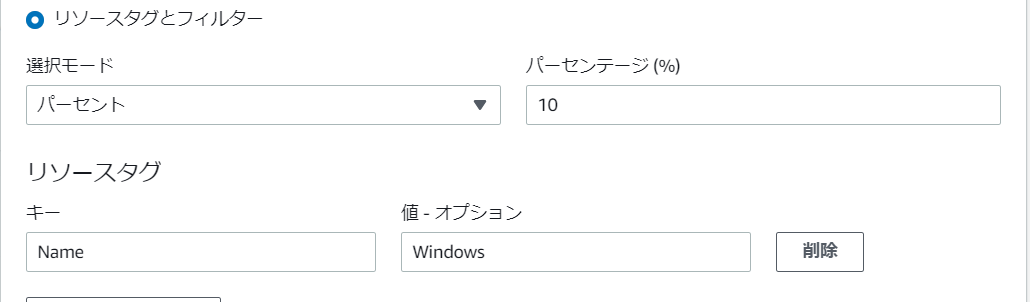 リソースタグとフィルター
選択モード
パーセンテージ (%)
パーセント
10
リソースタグ
キー
値 - オプション
Name
Windows
削除